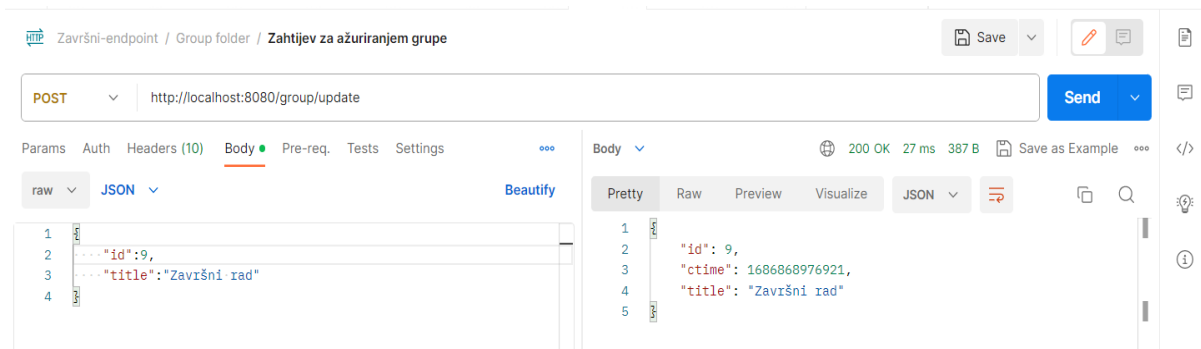 HTTP Završni-endpoint / Group folder / Zahtijev za ažuriranjem grupe Save
POST http://localhost:8080/group/update Send
Params Auth Headers (10) Body Pre-req. Tests Settings
raw JSON Beautify
1 {
2 "id":9,
3 "title":"Završni rad"
4 }
Body 200 OK 27 ms 387 B Save as Example
Pretty Raw Preview Visualize JSON
1 {
2 "id": 9,
3 "ctime": 1686868976921,
4 "title": "Završni rad"
5 }